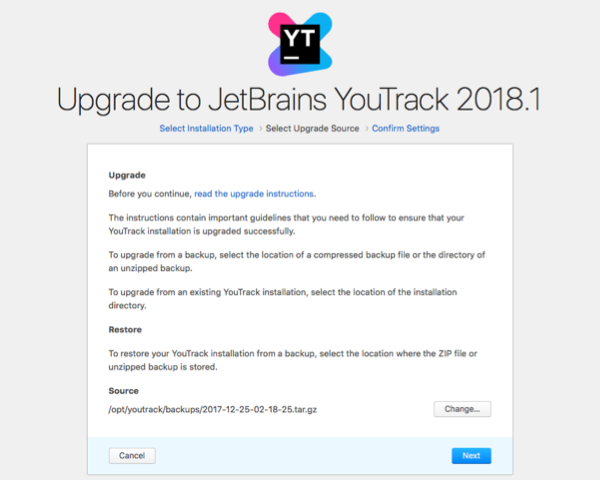 YT
Upgrade to JetBrains YouTrack 2018.1
Select Installation Type > Select Upgrade Source > Confirm Settings
Upgrade
Before you continue, read the upgrade instructions.
The instructions contain important guidelines that you need to follow to ensure that your
YouTrack installation is upgraded successfully.
To upgrade from a backup, select the location of a compressed backup file or the directory of
an unzipped backup.
To upgrade from an existing YouTrack installation, select the location of the installation
directory.
Restore
To restore your YouTrack installation from a backup, select the location where the ZIP file or
unzipped backup is stored.
Source
/opt/youtrack/backups/2017-12-25-02-18-25.tar.gz Change...
Cancel Next